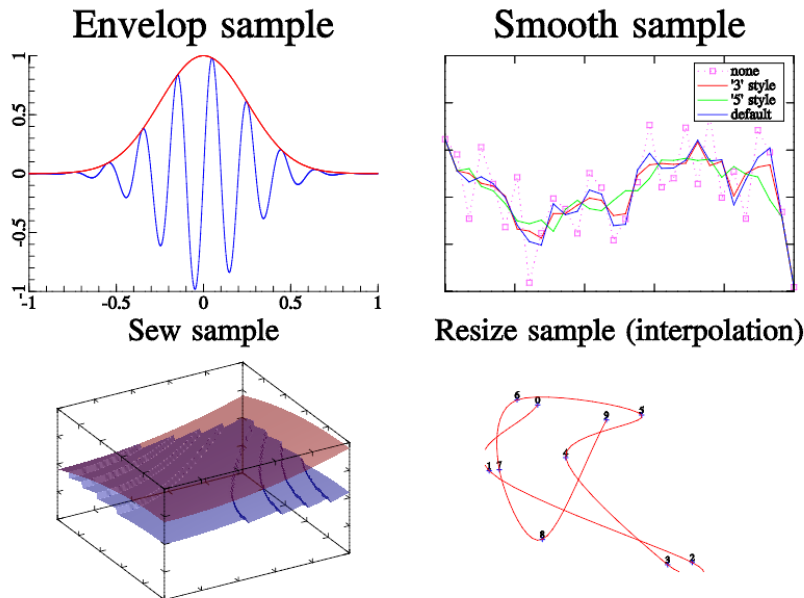 Envelop sample
1
0.5
0
-0.5
-1
-1 -0.5 0 0.5 1
Smooth sample
none
'3' style
'5' style
default
Sew sample
Resize sample (interpolation)
6
0
9
5
4
1
7
8
3
2